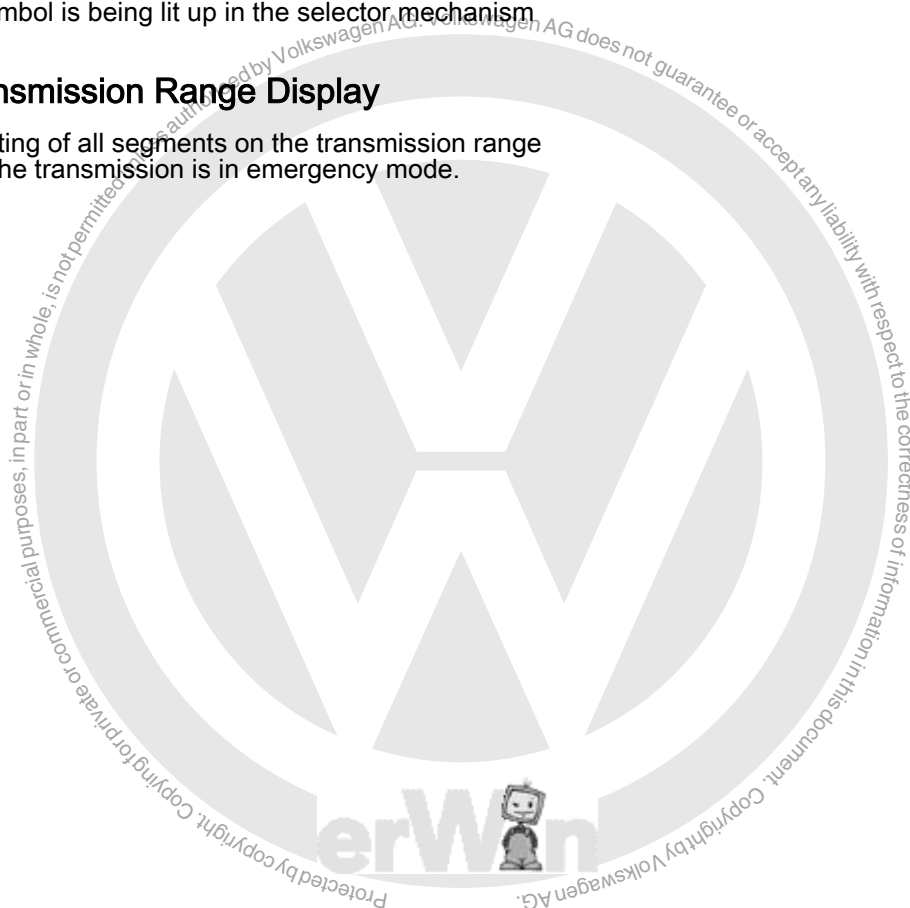 mbol is being lit up in the selector mechanism
nsmission Range Display
ting of all segments on the transmission range
he transmission is in emergency mode.
Protected by copyright. Copying for private or commercial purposes, in part or in whole, is not permitted unless authorised by Volkswagen AG. Volkswagen AG does not guarantee or accept any liability with respect to the correctness of information in this document. Copyright by Volkswagen AG.
erWin